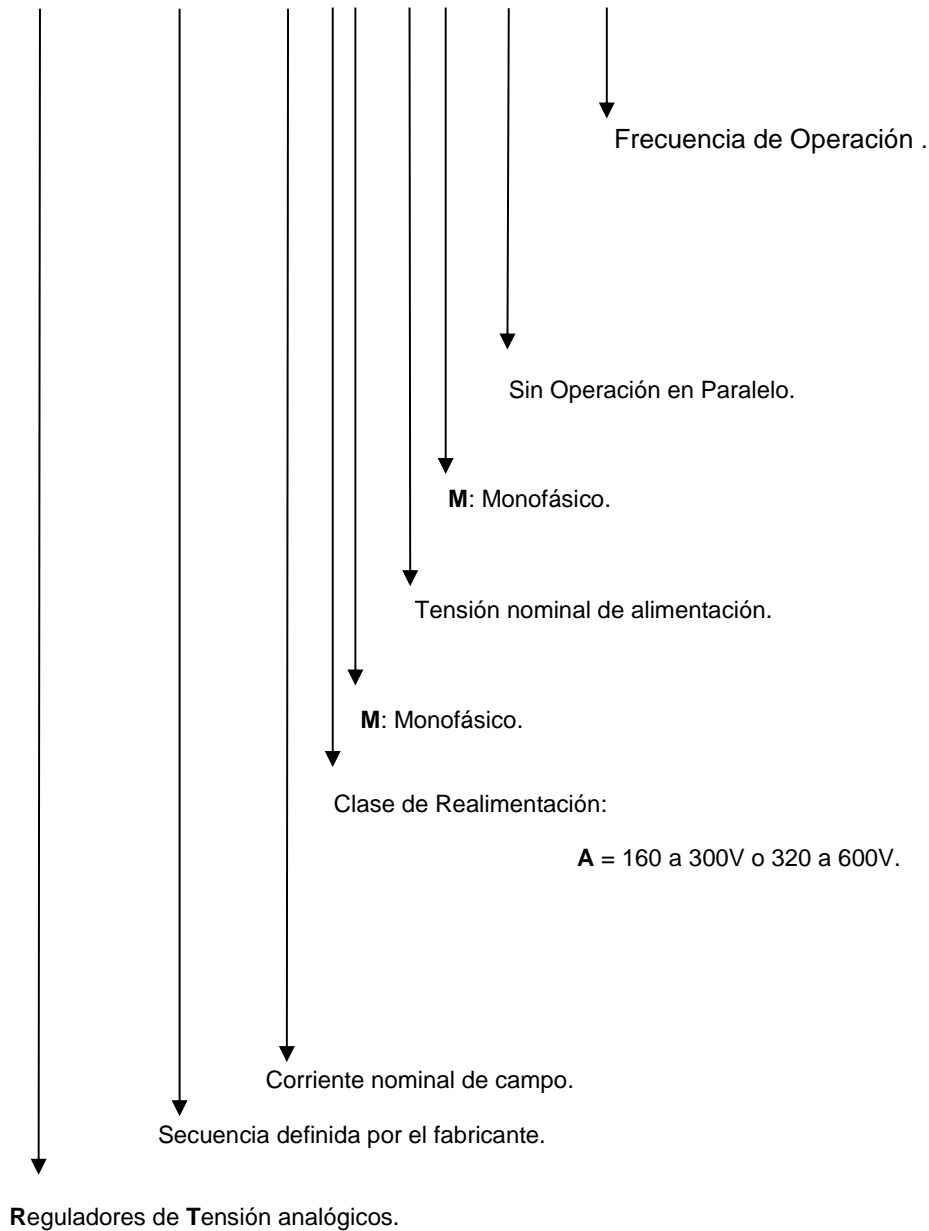 Frecuencia de Operación .
Sin Operación en Paralelo.
M: Monofásico.
Tensión nominal de alimentación.
M: Monofásico.
Clase de Realimentación:
A = 160 a 300V o 320 a 600V.
Corriente nominal de campo.
Secuencia definida por el fabricante.
Reguladores de Tensión analógicos.